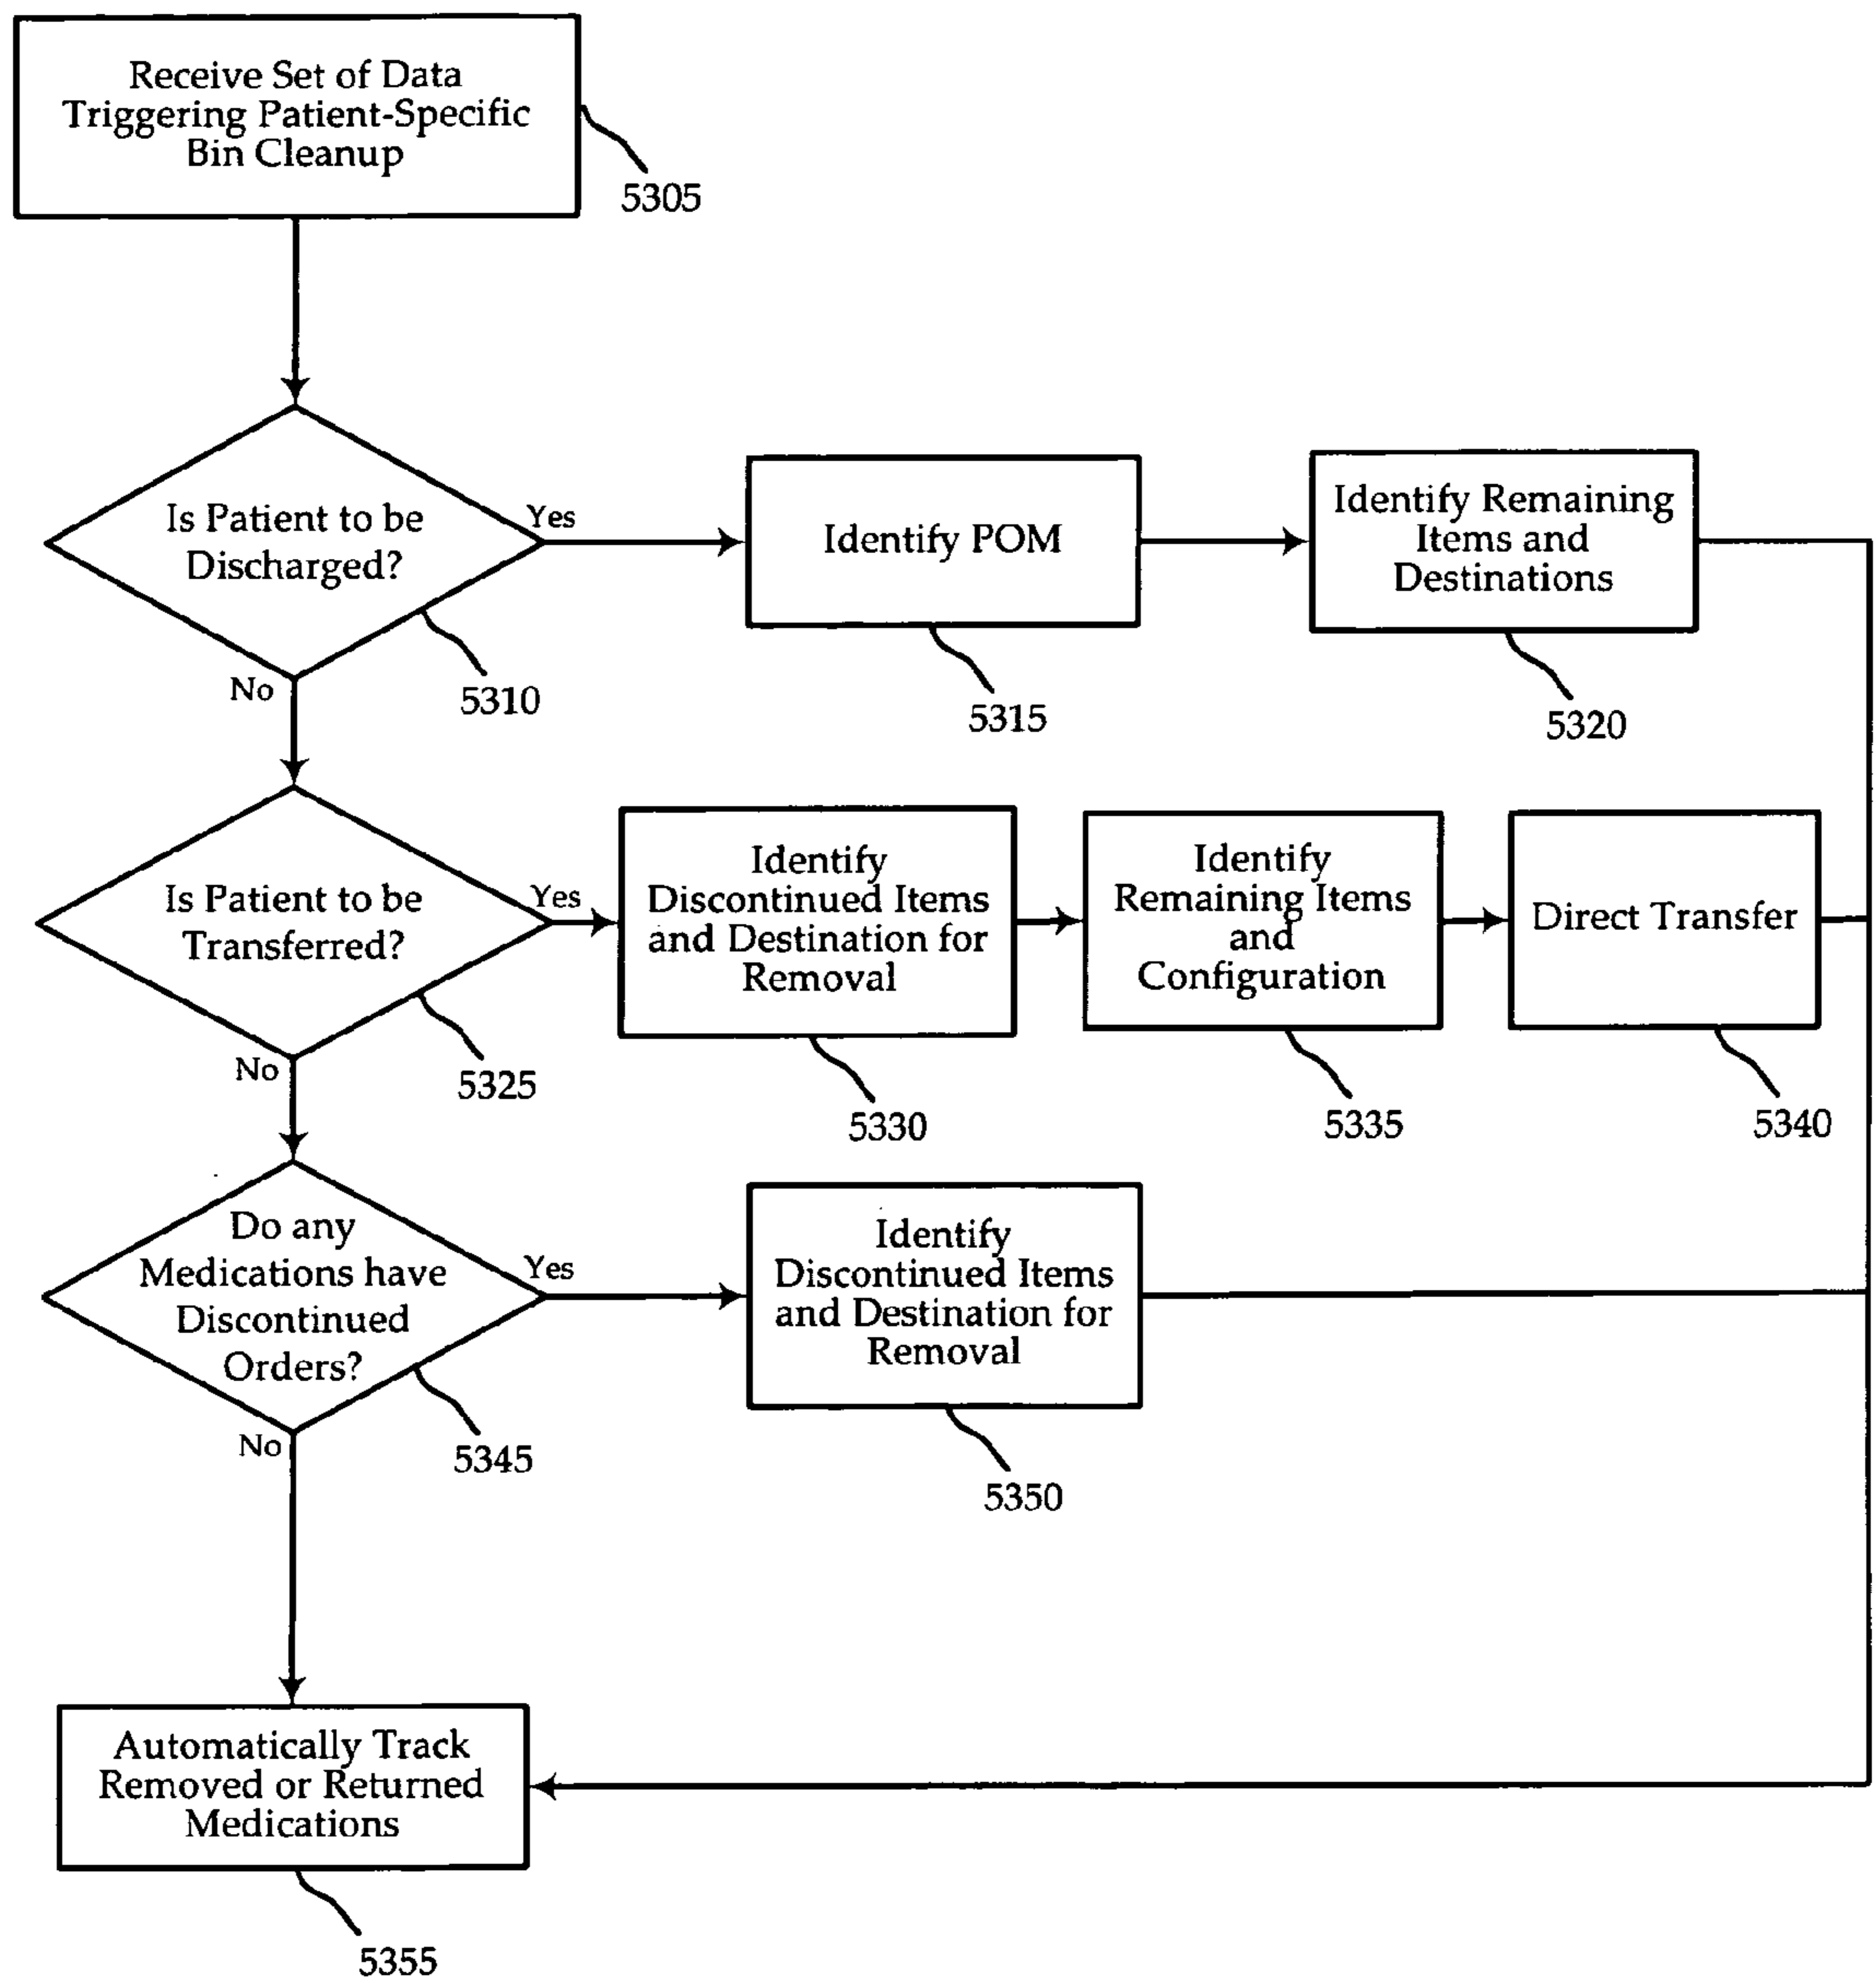 Receive Set of Data
Triggering Patient-Specific
Bin Cleanup
5305
Is Patient to be
Discharged?
Yes
No
5310
Identify POM
5315
Identify Remaining
Items and
Destinations
5320
Is Patient to be
Transferred?
Yes
No
5325
Identify
Discontinued Items
and Destination for
Removal
5330
Identify
Remaining Items
and
Configuration
5335
Direct Transfer
5340
Do any
Medications have
Discontinued
Orders?
Yes
No
5345
Identify
Discontinued Items
and Destination for
Removal
5350
Automatically Track
Removed or Returned
Medications
5355